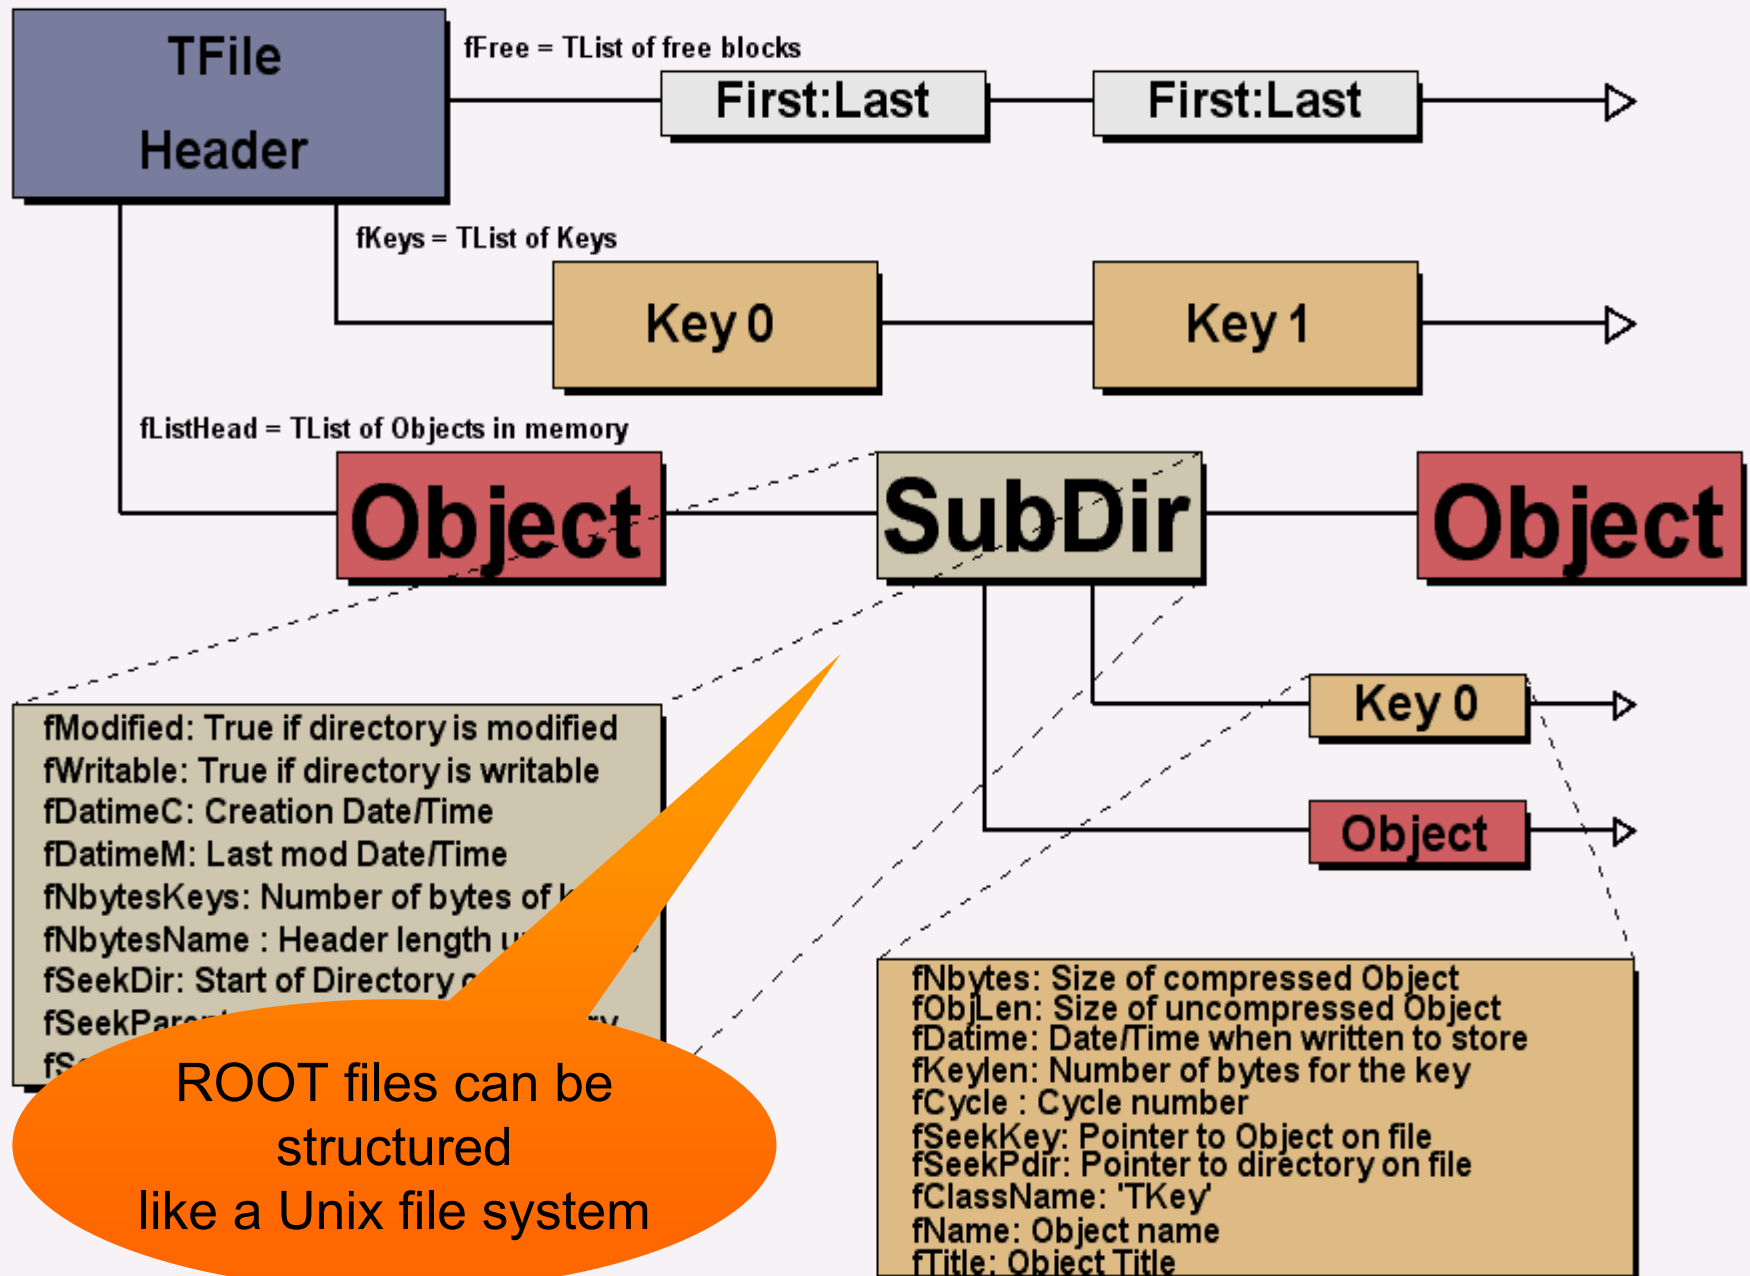 TFile
Header
fFree = TList of free blocks
First:Last
First:Last
fKeys = TList of Keys
Key 0
Key 1
fListHead = TList of Objects in memory
Object
SubDir
Object
Key 0
Object
fModified: True if directory is modified
fWritable: True if directory is writable
fDatimeC: Creation Date/Time
fDatimeM: Last mod Date/Time
fNbytesKeys: Number of bytes of
fNbytesName : Header length
fSeekDir: Start of Directory
ROOT files can be
structured
like a Unix file system
fNbytes: Size of compressed Object
fObjLen: Size of uncompressed Object
fDatime: Date/Time when written to store
fKeylen: Number of bytes for the key
fCycle : Cycle number
fSeekKey: Pointer to Object on file
fSeekPdir: Pointer to directory on file
fClassName: 'TKey'
fName: Object name
fTitle: Object Title